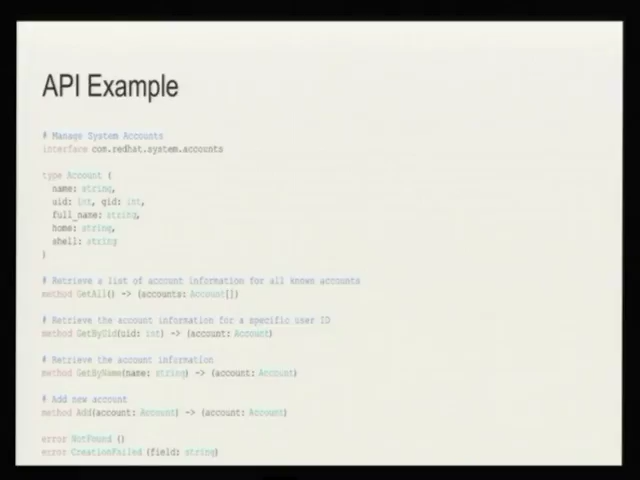 API Example
# Manage System Accounts
interface com.redhat.system.accounts
type Account (
name: string,
uid: int, gid: int,
full_name: string,
home: string,
shell: string
)
# Retrieve a list of account information for all known accounts
method GetAll() -> (accounts: Account[])
# Retrieve the account information for a specific user ID
method GetByUid(uid: int) -> (account: Account)
# Retrieve the account information
method GetByName(name: string) -> (account: Account)
# Add new account
method Add(account: Account) -> (account: Account)
error NotFound ()
error CreationFailed (field: string)